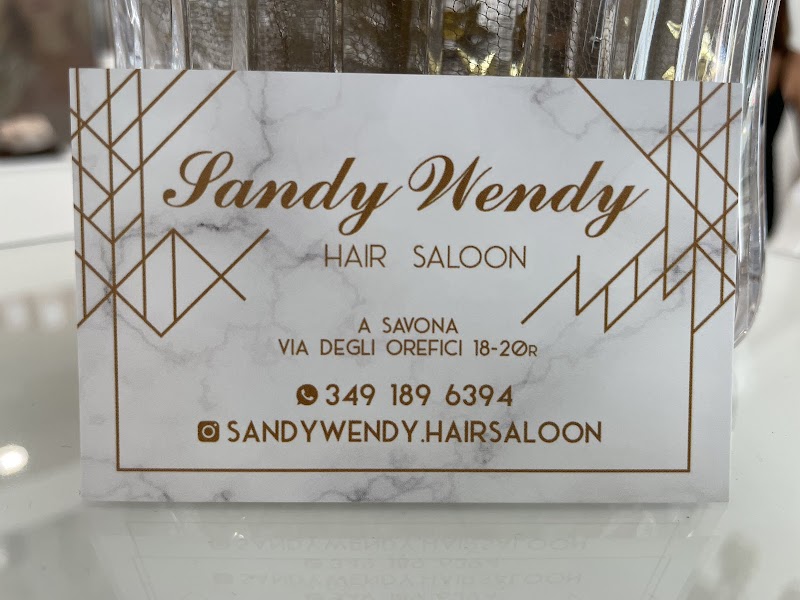 Sandy Wendy
HAIR SALOON
A SAVONA
VIA DEGLI OREFICI 18-20R
349 189 6394
SANDYWENDY.HAIRSALOON